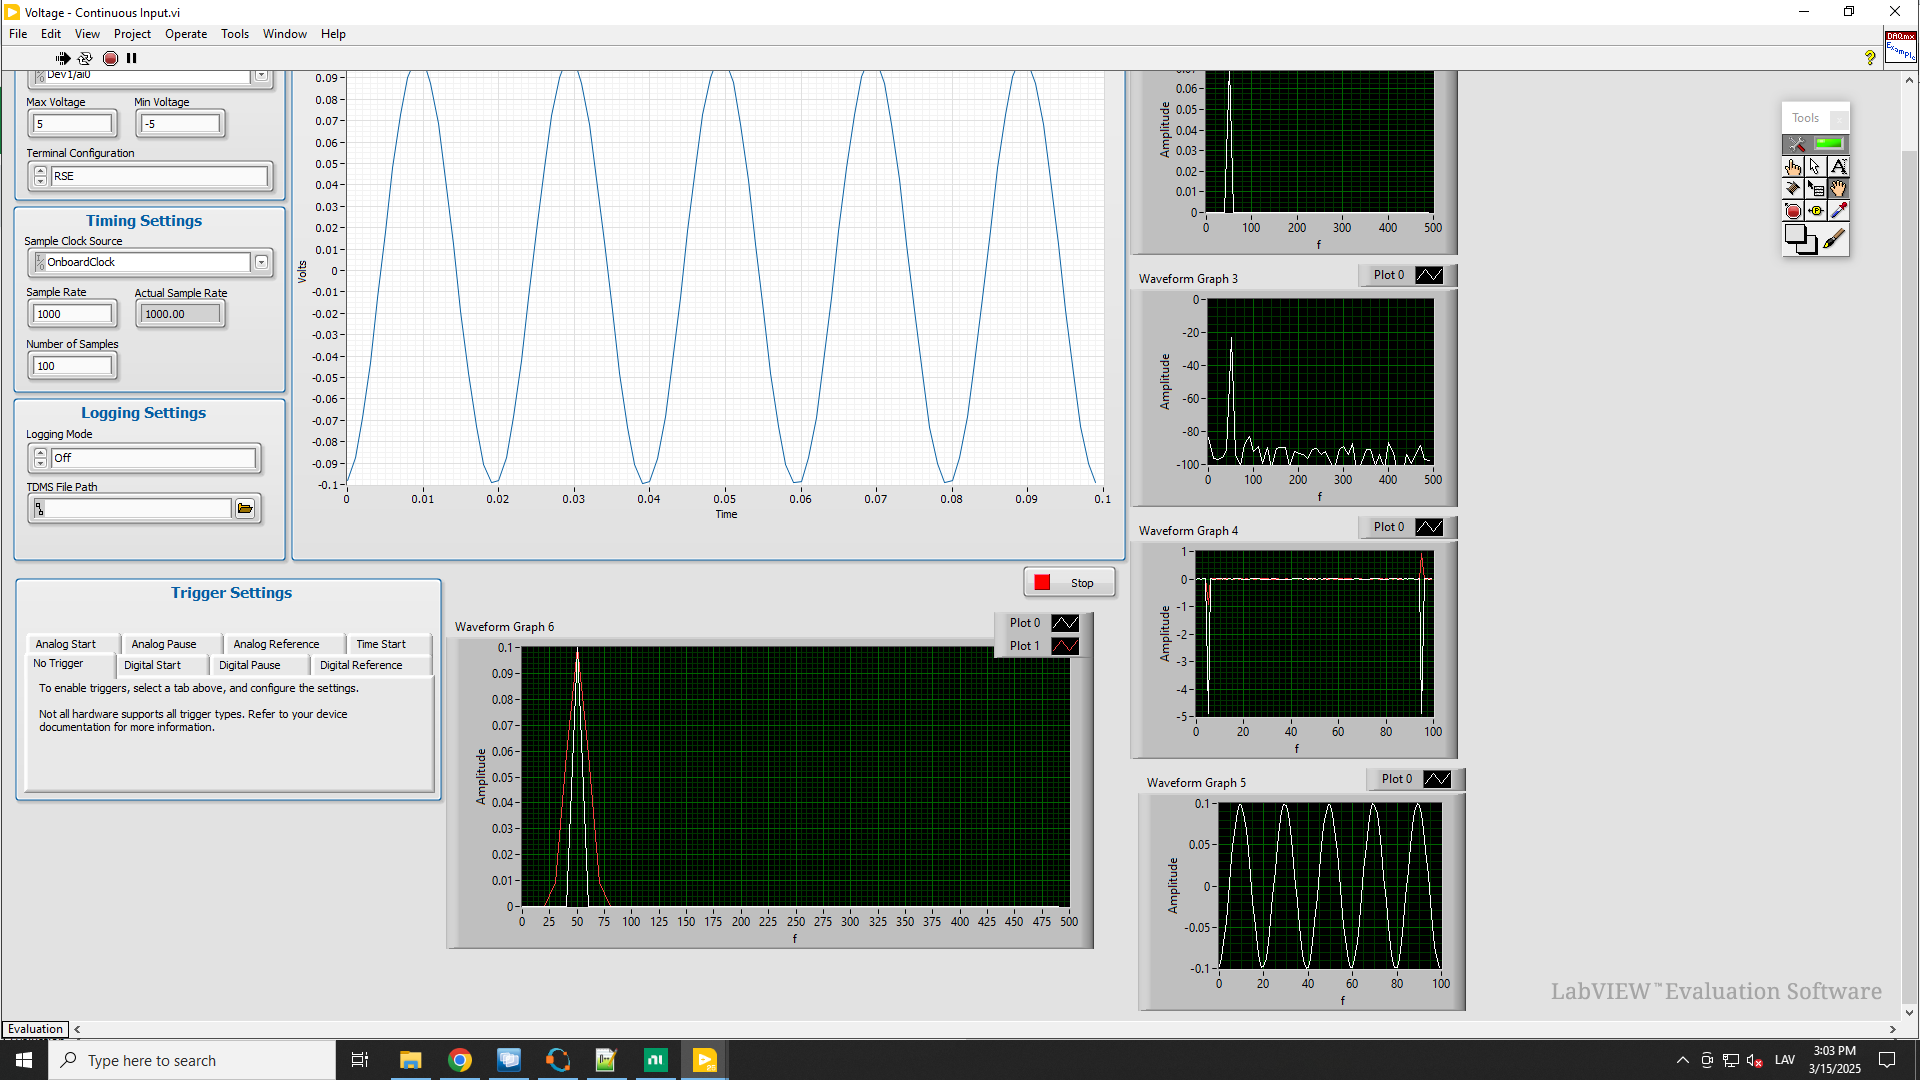 Voltage - Continuous Input.vi
File Edit View Project Operate Tools Window Help
DAQmx
Dev1/ai0
Max Voltage Min Voltage
5 -5
Terminal Configuration
RSE
Timing Settings
Sample Clock Source
OnboardClock
Sample Rate Actual Sample Rate
1000 1000.00
Number of Samples
100
Logging Settings
Logging Mode
Off
TDMS File Path
Volts
0.09
0.08
0.07
0.06
0.05
0.04
0.03
0.02
0.01
0
-0.01
-0.02
-0.03
-0.04
-0.05
-0.06
-0.07
-0.08
-0.09
-0.1
0 0.01 0.02 0.03 0.04 0.05 0.06 0.07 0.08 0.09 0.1
Time
Stop
Trigger Settings
Analog Start Analog Pause Analog Reference Time Start
No Trigger Digital Start Digital Pause Digital Reference
To enable triggers, select a tab above, and configure the settings.
Not all hardware supports all trigger types. Refer to your device
documentation for more information.
Waveform Graph 6
Plot 0
Plot 1
Amplitude
0.1
0.09
0.08
0.07
0.06
0.05
0.04
0.03
0.02
0.01
0
0 25 50 75 100 125 150 175 200 225 250 275 300 325 350 375 400 425 450 475 500
f
Amplitude
0.06
0.05
0.04
0.03
0.02
0.01
0
0 100 200 300 400 500
f
Waveform Graph 3
Plot 0
Amplitude
0
-20
-40
-60
-80
-100
0 100 200 300 400 500
f
Waveform Graph 4
Plot 0
Amplitude
1
0
-1
-2
-3
-4
-5
0 20 40 60 80 100
f
Waveform Graph 5
Plot 0
Amplitude
0.1
0.05
0
-0.05
-0.1
0 20 40 60 80 100
f
Tools
LabVIEW™ Evaluation Software
Evaluation
Type here to search
LAV
3:03 PM
3/15/2025